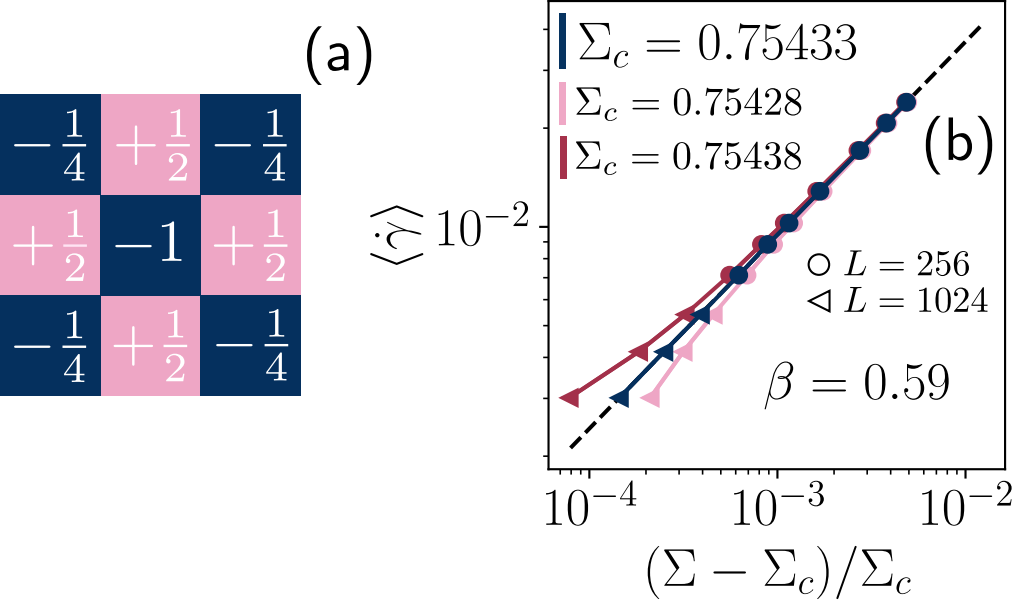 (a)
−1/4 +1/2 −1/4
+1/2 −1 +1/2
−1/4 +1/2 −1/4
Σc = 0.75433
Σc = 0.75428
Σc = 0.75438
(b)
⟨γ̇⟩
10−2
L = 256
L = 1024
β = 0.59
10−4 10−3 10−2
(Σ − Σc)/Σc